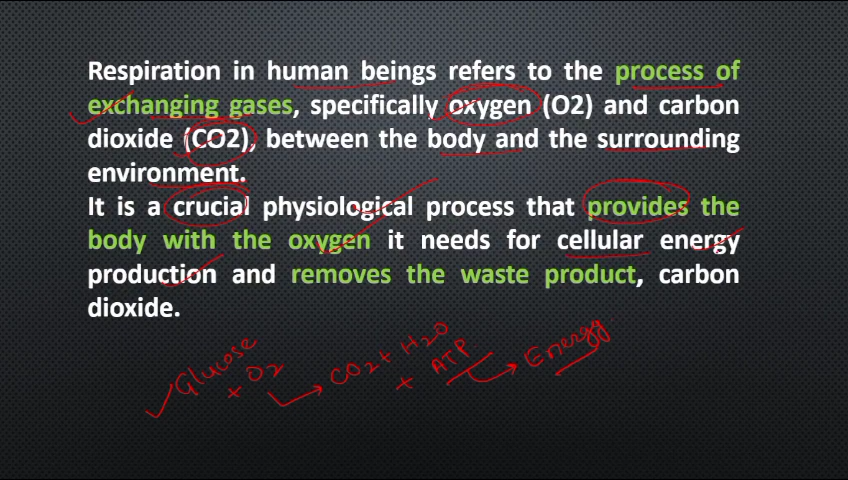 Respiration in human beings refers to the process of
exchanging gases, specifically oxygen (O2) and carbon
dioxide (CO2), between the body and the surrounding
environment.
It is a crucial physiological process that provides the
body with the oxygen it needs for cellular energy
production and removes the waste product, carbon
dioxide.
Glucose
+ O2
CO2 + H2O
+ ATP
Energy